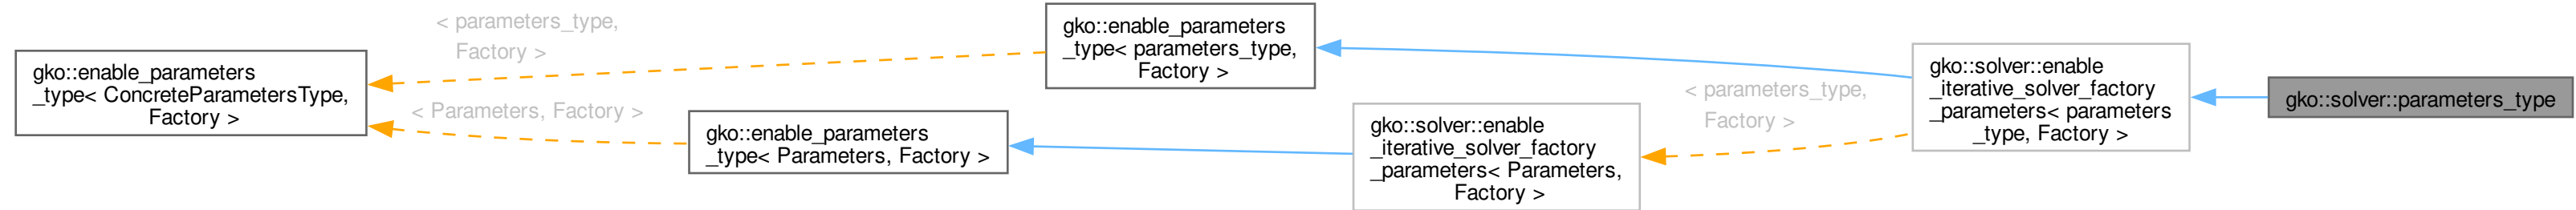 gko::enable_parameters
_type< ConcreteParametersType,
Factory >
< parameters_type,
Factory >
< Parameters, Factory >
gko::enable_parameters
_type< parameters_type,
Factory >
gko::enable_parameters
_type< Parameters, Factory >
gko::solver::enable
_iterative_solver_factory
_parameters< Parameters,
Factory >
< parameters_type,
Factory >
gko::solver::enable
_iterative_solver_factory
_parameters< parameters
_type, Factory >
gko::solver::parameters_type